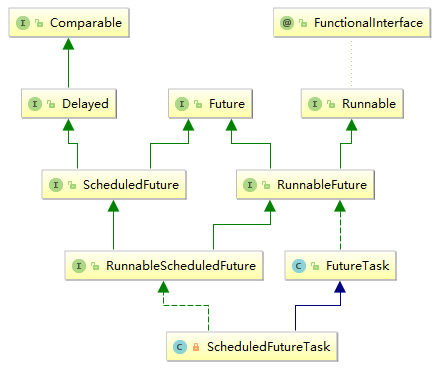 I Comparable
@ FunctionalInterface
I Delayed
I Future
I Runnable
I ScheduledFuture
I RunnableFuture
I RunnableScheduledFuture
C FutureTask
C ScheduledFutureTask